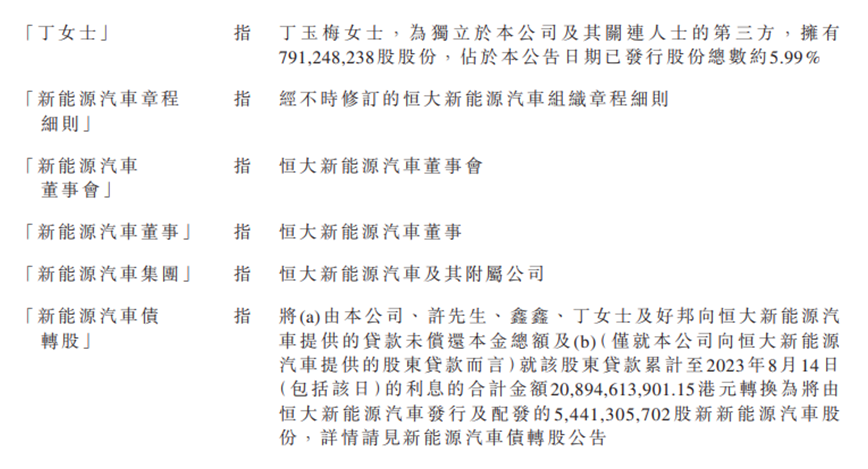 「丁女士」 指 丁玉梅女士，為獨立於本公司及其關連人士的第三方，擁有
791,248,238股股份，佔於本公告日期已發行股份總數約5.99%
「新能源汽車章程 指 經不時修訂的恒大新能源汽車組織章程細則
細則」
「新能源汽車 指 恒大新能源汽車董事會
董事會」
「新能源汽車董事」 指 恒大新能源汽車董事
「新能源汽車集團」 指 恒大新能源汽車及其附屬公司
「新能源汽車債 指 將(a)由本公司、許先生、鑫鑫、丁女士及好邦向恒大新能源汽
轉股」 車提供的貸款未償還本金總額及(b)(僅就本公司向恒大新能源
汽車提供的股東貸款而言)就該股東貸款累計至2023年8月14日
(包括該日)的利息的合計金額20,894,613,901.15港元轉換為將由
恒大新能源汽車發行及配發的5,441,305,702股新新能源汽車股
份，詳情請見新能源汽車債轉股公告